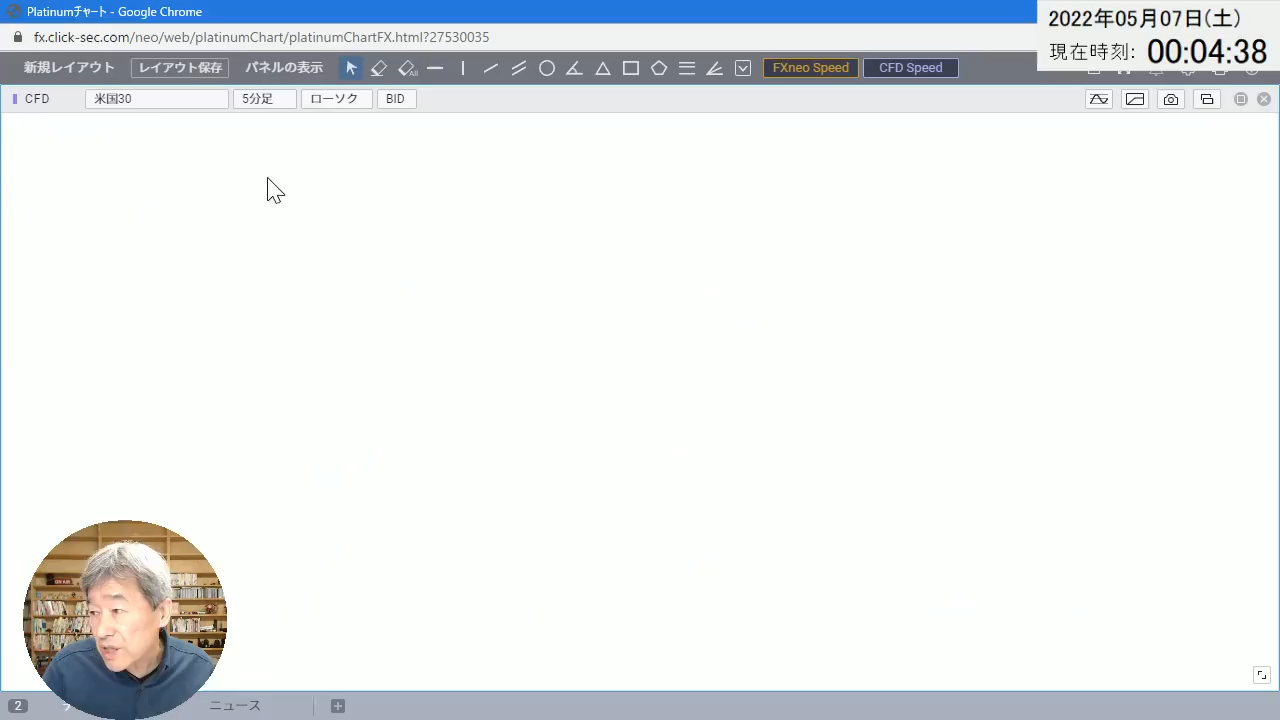 Platinumチャート - Google Chrome
2022年05月07日(土)
fx.click-sec.com/neo/web/platinumChart/platinumChartFX.html?27530035
現在時刻: 00:04:38
新規レイアウト レイアウト保存 パネルの表示 FXneo Speed CFD Speed
CFD 米国30 5分足 ローソク BID
ON AIR
2 ニュース